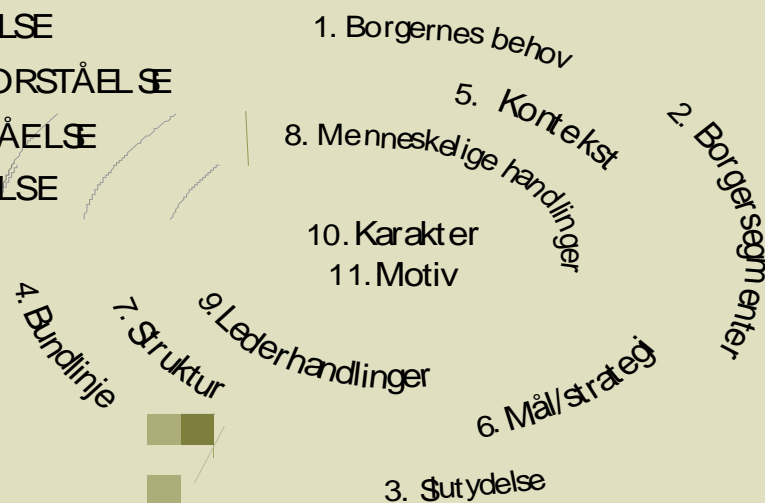 LSE
ORSTÅELSE
ÅELSE
LSE
1. Borgernes behov
5. Kontekst
2. Borgersegmenter
8. Menneskelige handlinger
10. Karakter
11. Motiv
4. Bundlinje
7. Struktur
9. Lederhandlinger
6. Mål/strategi
3. Slutydelse